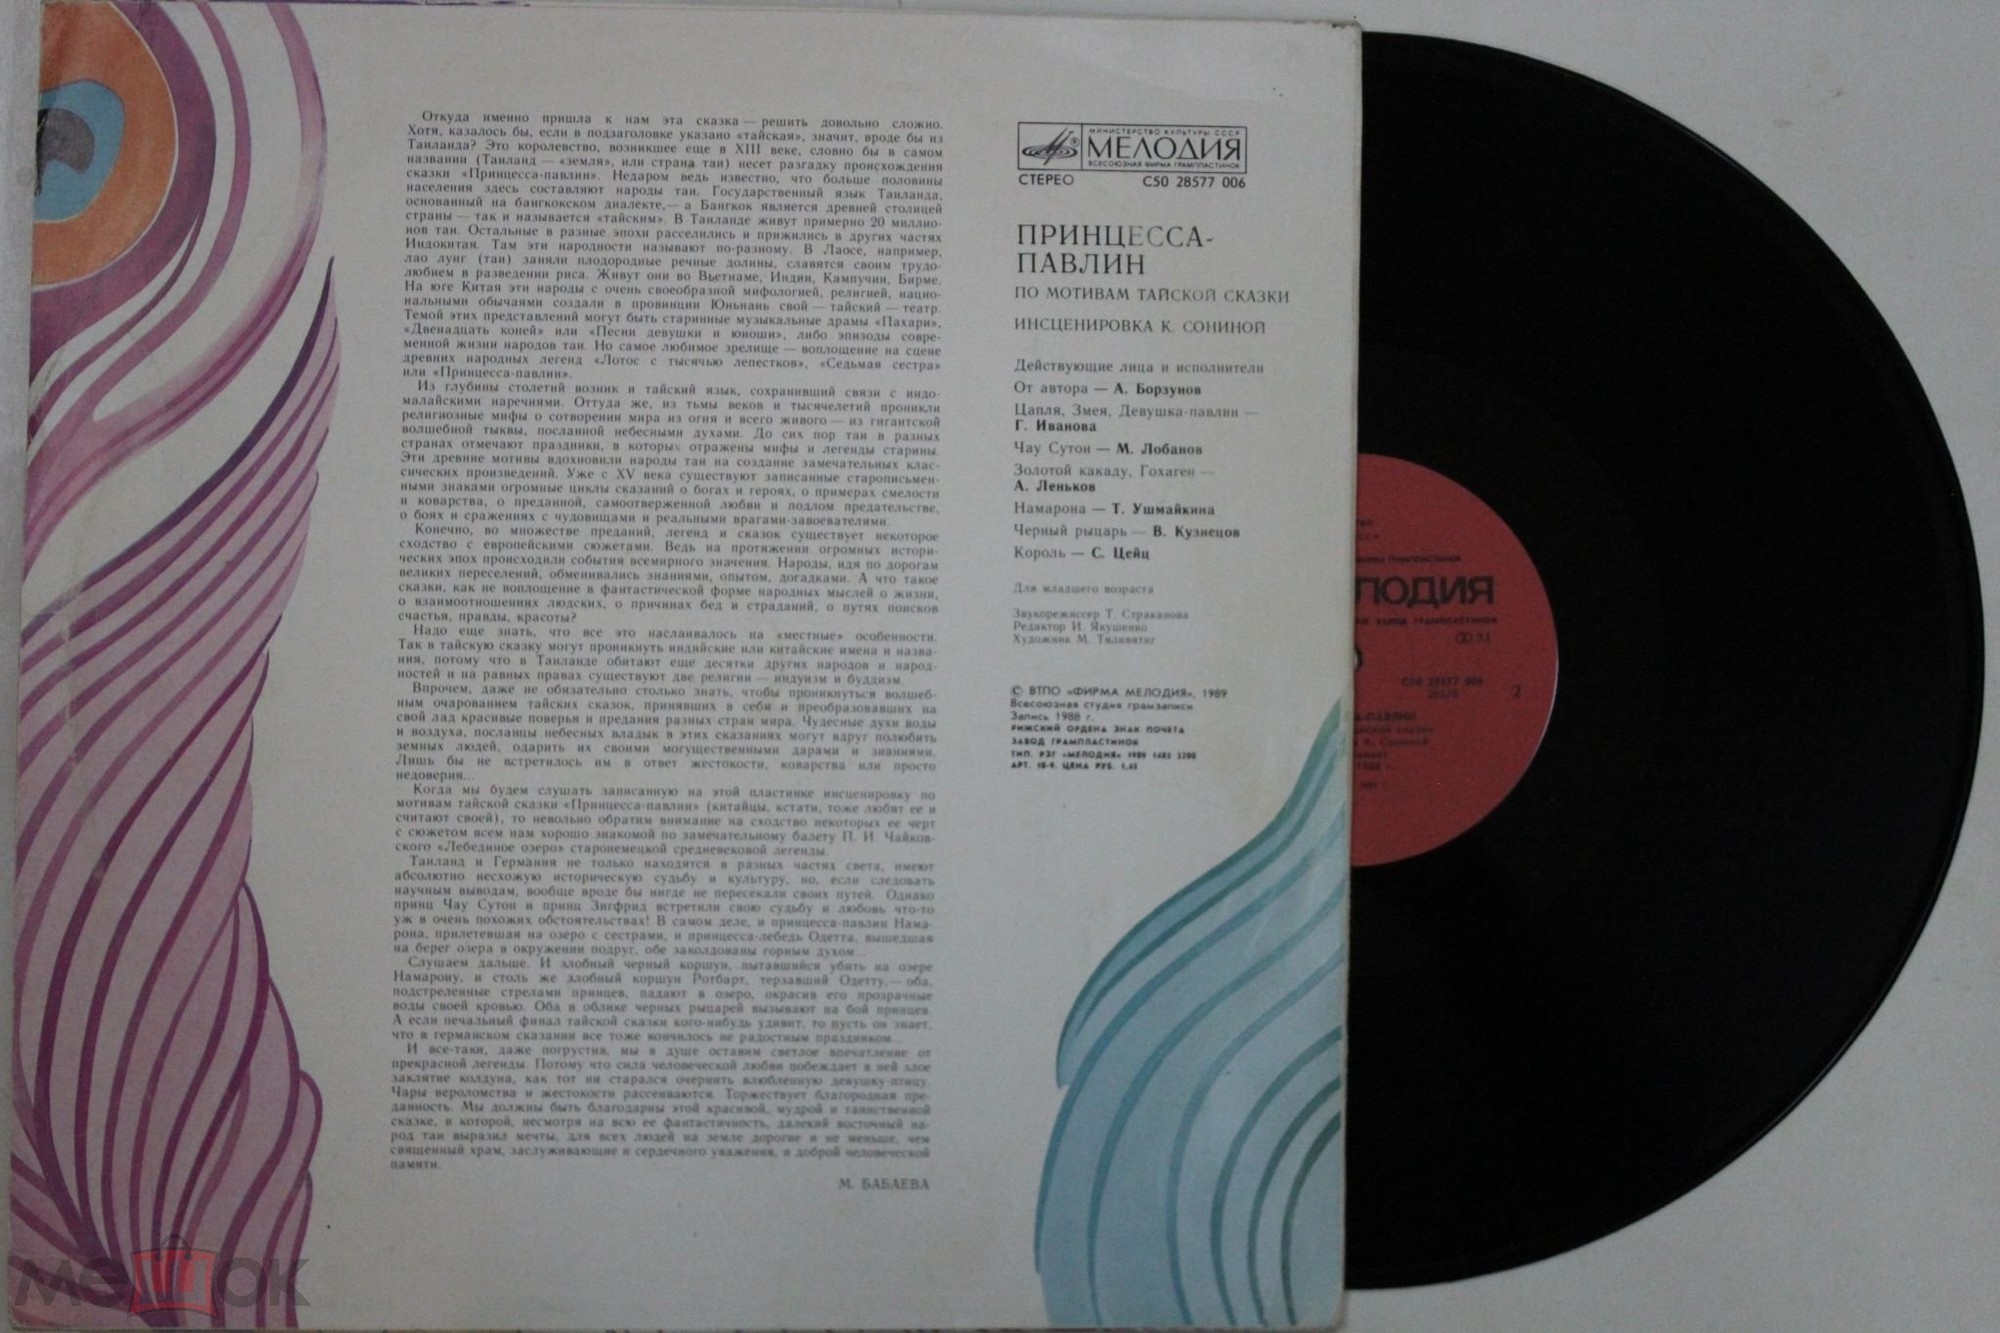 Откуда именно пришла к нам эта сказка — решить довольно сложно.
Хотя, казалось бы, если в подзаголовке указано «тайская», значит, вроде бы из
Таиланда? Это королевство, возникшее еще в XIII веке, словно бы в самом
названии (Таиланд — «земля», или страна таи) несет разгадку происхождения
сказки «Принцесса-павлин». Недаром ведь известно, что больше половины
населения здесь составляют народы таи. Государственный язык Таиланда,
основанный на бангкокском диалекте,— а Бангкок является древней столицей
страны — так и называется «тайским». В Таиланде живут примерно 20 миллио-
нов таи. Остальные в разные эпохи расселились и прижились в других частях
Индокитая. Там эти народности называют по-разному. В Лаосе, например,
лао лунг (таи) заняли плодородные речные долины, славятся своим трудо-
любием в разведении риса. Живут они во Вьетнаме, Индии, Кампучии, Бирме.
На юге Китая эти народы с очень своеобразной мифологией, религией, нацио-
нальными обычаями создали в провинции Юньнань свой — тайский — театр.
Темой этих представлений могут быть старинные музыкальные драмы «Пахари»,
«Двенадцать коней» или «Песни девушки и юноши», либо эпизоды совре-
менной жизни народов таи. Но самое любимое зрелище — воплощение на сцене
древних народных легенд «Лотос с тысячью лепестков», «Седьмая сестра»
или «Принцесса-павлин».
Из глубины столетий возник и тайский язык, сохранивший связи с индо-
малайскими наречиями. Оттуда же, из тьмы веков и тысячелетий проникли
религиозные мифы о сотворении мира из огня и всего живого — из гигантской
волшебной тыквы, посланной небесными духами. До сих пор таи в разных
странах отмечают праздники, в которых отражены мифы и легенды старины.
Эти древние мотивы вдохновили народы таи на создание замечательных клас-
сических произведений. Уже с XV века существуют записанные старописьмен-
ными знаками огромные циклы сказаний о богах и героях, о примерах смелости
и коварства, о преданной, самоотверженной любви и подлом предательстве,
о боях и сражениях с чудовищами и реальными врагами-завоевателями.
Конечно, во множестве преданий, легенд и сказок существует некоторое
сходство с европейскими сюжетами. Ведь на протяжении огромных истори-
ческих эпох происходили события всемирного значения. Народы, идя по дорогам
великих переселений, обменивались знаниями, опытом, догадками. А что такое
сказки, как не воплощение в фантастической форме народных мыслей о жизни,
о взаимоотношениях людских, о причинах бед и страданий, о путях поисков
счастья, правды, красоты?
Надо еще знать, что все это наслаивалось на «местные» особенности.
Так в тайскую сказку могут проникнуть индийские или китайские имена и назва-
ния, потому что в Таиланде обитают еще десятки других народов и народ-
ностей и на равных правах существуют две религии — индуизм и буддизм.
Впрочем, даже не обязательно столько знать, чтобы проникнуться волшеб-
ным очарованием тайских сказок, принявших в себя и преобразовавших на
свой лад красивые поверья и предания разных стран мира. Чудесные духи воды
и воздуха, посланцы небесных владык в этих сказаниях могут вдруг полюбить
земных людей, одарить их своими могущественными дарами и знаниями.
Лишь бы не встретилось им в ответ жестокости, коварства или просто
недоверия...
Когда мы будем слушать записанную на этой пластинке инсценировку по
мотивам тайской сказки «Принцесса-павлин» (китайцы, кстати, тоже любят ее и
считают своей), то невольно обратим внимание на сходство некоторых ее черт
с сюжетом всем нам хорошо знакомой по замечательному балету П. И. Чайков-
ского «Лебединое озеро» старонемецкой средневековой легенды.
Таиланд и Германия не только находятся в разных частях света, имеют
абсолютно несхожую историческую судьбу и культуру, но, если следовать
научным выводам, вообще вроде бы нигде не пересекали своих путей. Однако
принц Чау Сутон и принц Зигфрид встретили свою судьбу и любовь что-то
уж в очень похожих обстоятельствах! В самом деле, и принцесса-павлин Нама-
рона, прилетевшая на озеро с сестрами, и принцесса-лебедь Одетта, вышедшая
на берег озера в окружении подруг, обе заколдованы горным духом...
Слушаем дальше. И злобный черный коршун, пытавшийся убить на озере
Намарону, и столь же злобный коршун Ротбарт, терзавший Одетту,— оба,
подстреленные стрелами принцев, падают в озеро, окрасив его прозрачные
воды своей кровью. Оба в облике черных рыцарей вызывают на бой принцев.
А если печальный финал тайской сказки кого-нибудь удивит, то пусть он знает,
что в германском сказании все тоже кончилось не радостным праздником...
И все-таки, даже погрустив, мы в душе оставим светлое впечатление от
прекрасной легенды. Потому что сила человеческой любви побеждает в ней злое
заклятие колдуна, как тот ни старался очернить влюбленную девушку-птицу.
Чары вероломства и жестокости рассеиваются. Торжествует благородная пре-
данность. Мы должны быть благодарны этой красивой, мудрой и таинственной
сказке, в которой, несмотря на всю ее фантастичность, далекий восточный на-
род таи выразил мечты, для всех людей на земле дорогие и не меньше, чем
священный храм, заслуживающие и сердечного уважения, и доброй человеческой
памяти.
М. БАБАЕВА
МИНИСТЕРСТВО КУЛЬТУРЫ СССР
МЕЛОДИЯ
ВСЕСОЮЗНАЯ ФИРМА ГРАМПЛАСТИНОК
СТЕРЕО С50 28577 006
ПРИНЦЕССА-
ПАВЛИН
ПО МОТИВАМ ТАЙСКОЙ СКАЗКИ
ИНСЦЕНИРОВКА К. СОНИНОЙ
Действующие лица и исполнители
От автора — А. Борзунов
Цапля, Змея, Девушка-павлин —
Г. Иванова
Чау Сутон — М. Лобанов
Золотой какаду, Гохаген —
А. Леньков
Намарона — Т. Ушмайкина
Черный рыцарь — В. Кузнецов
Король — С. Цейц
Для младшего возраста
Звукорежиссер Т. Страканова
Редактор И. Якушенко
Художник М. Тиливятиг
© ВТПО «ФИРМА МЕЛОДИЯ», 1989
Всесоюзная студия грамзаписи
Запись 1988 г.
РИЖСКИЙ ОРДЕНА ЗНАК ПОЧЕТА
ЗАВОД ГРАМПЛАСТИНОК
ТИП. РЗГ «МЕЛОДИЯ» 1989 1485 3200
АРТ. 10-9. ЦЕНА РУБ. 1,45
ЛОДИЯ
ЗАВОД ГРАМПЛАСТИНОК
33
С50 28577 006
2
-ПАВЛИН
мешок